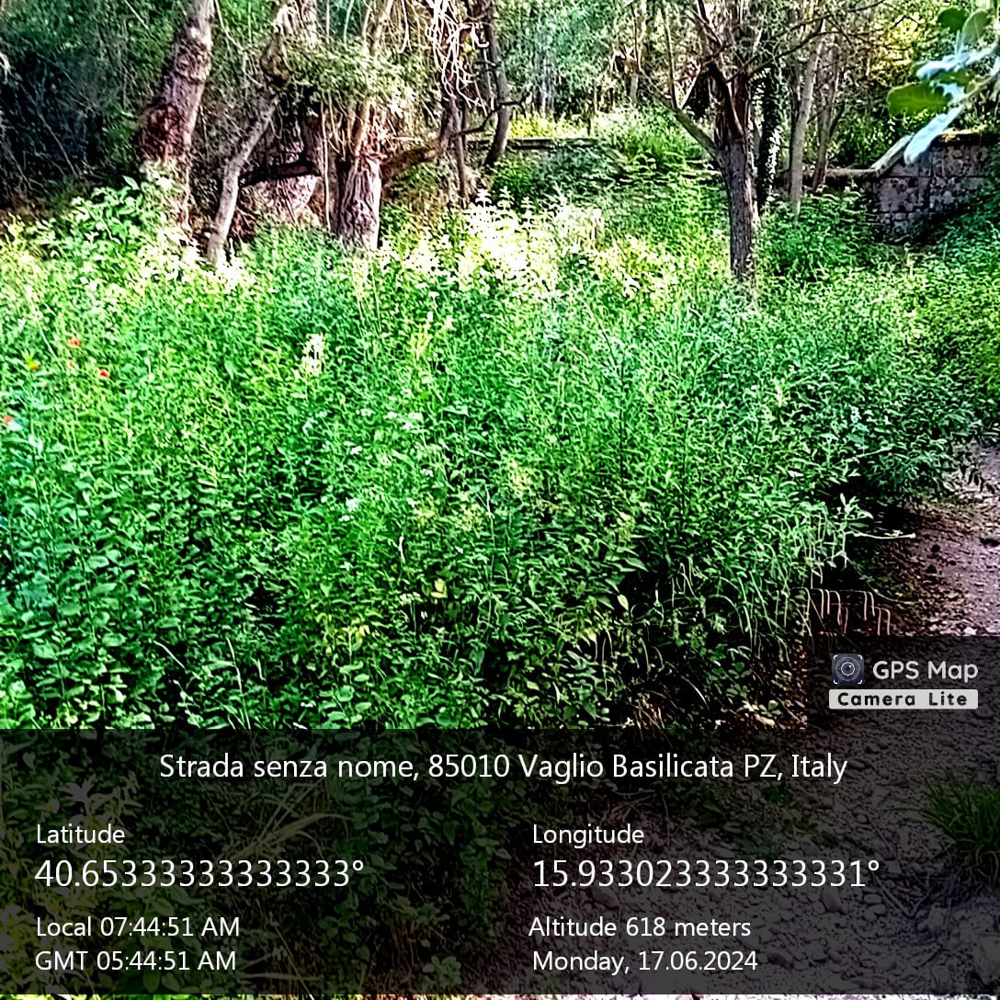 GPS Map
Camera Lite
Strada senza nome, 85010 Vaglio Basilicata PZ, Italy
Latitude
40.65333333333333°
Longitude
15.933023333333331°
Local 07:44:51 AM
GMT 05:44:51 AM
Altitude 618 meters
Monday, 17.06.2024